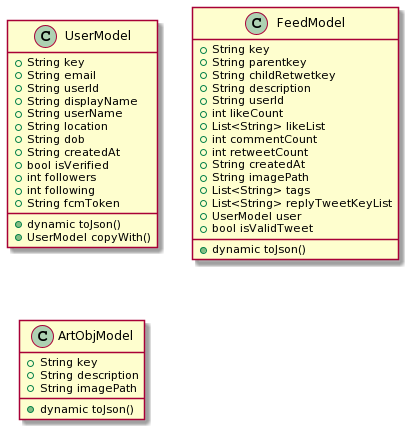 C UserModel
String key
String email
String userId
String displayName
String userName
String location
String dob
String createdAt
bool isVerified
int followers
int following
String fcmToken
dynamic toJson()
UserModel copyWith()
C FeedModel
String key
String parentkey
String childRetwetkey
String description
String userId
int likeCount
List<String> likeList
int commentCount
int retweetCount
String createdAt
String imagePath
List<String> tags
List<String> replyTweetKeyList
UserModel user
bool isValidTweet
dynamic toJson()
C ArtObjModel
String key
String description
String imagePath
dynamic toJson()